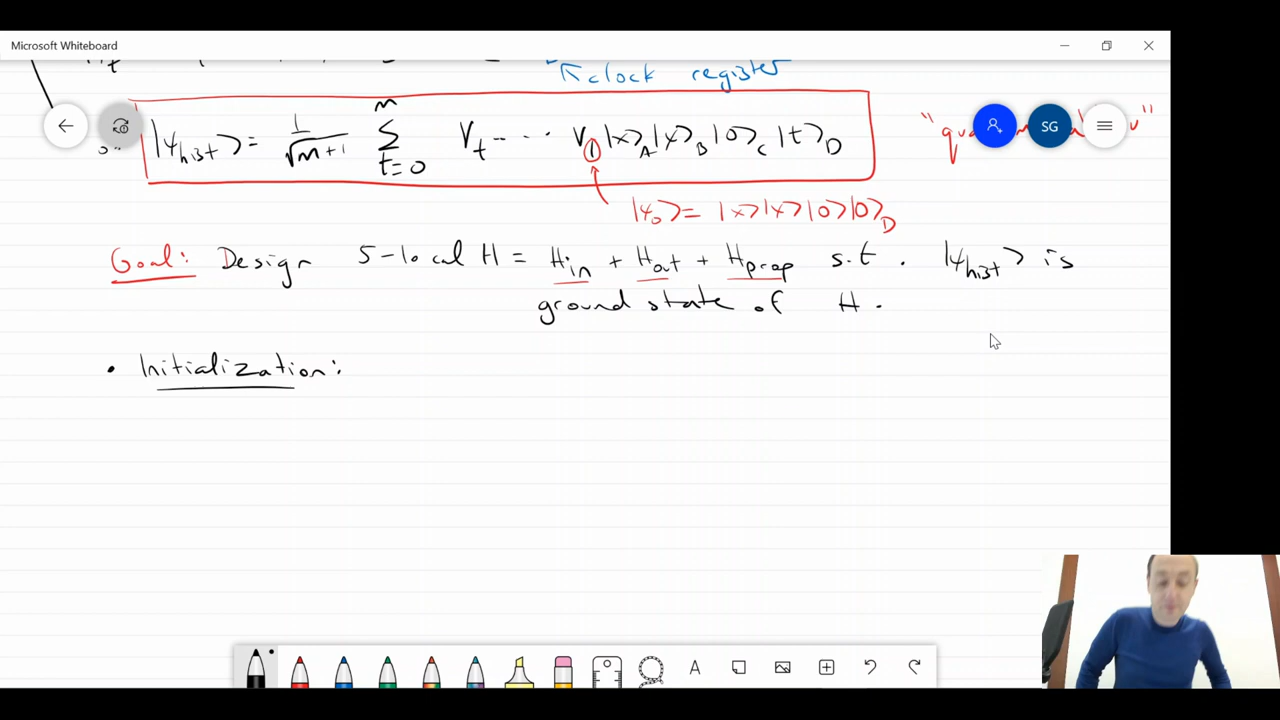 Microsoft Whiteboard
clock register
|ψ_hist⟩ = 1/√(m+1) Σ_{t=0}^{m} V_t ⋯ V_1 |x⟩_A |x⟩_B |0⟩_C |t⟩_D
SG
|ψ_0⟩ = |x⟩|x⟩|0⟩|0⟩_D
Goal: Design 5-local H = H_in + H_out + H_prop s.t. |ψ_hist⟩ is
ground state of H.
• Initialization:
A